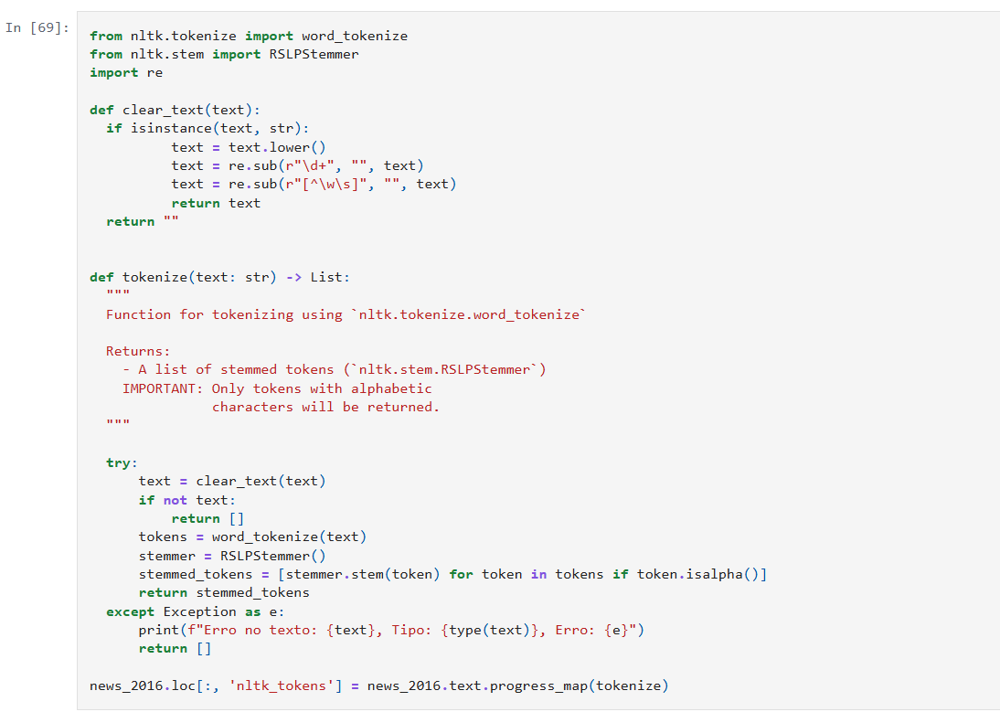 In [69]:
from nltk.tokenize import word_tokenize
from nltk.stem import RSLPStemmer
import re

def clear_text(text):
  if isinstance(text, str):
          text = text.lower()
          text = re.sub(r"\d+", "", text)
          text = re.sub(r"[^\w\s]", "", text)
          return text
  return ""


def tokenize(text: str) -> List:
  """
  Function for tokenizing using `nltk.tokenize.word_tokenize`

  Returns:
    - A list of stemmed tokens (`nltk.stem.RSLPStemmer`)
    IMPORTANT: Only tokens with alphabetic
               characters will be returned.
  """

  try:
      text = clear_text(text)
      if not text:
          return []
      tokens = word_tokenize(text)
      stemmer = RSLPStemmer()
      stemmed_tokens = [stemmer.stem(token) for token in tokens if token.isalpha()]
      return stemmed_tokens
  except Exception as e:
      print(f"Erro no texto: {text}, Tipo: {type(text)}, Erro: {e}")
      return []

news_2016.loc[:, 'nltk_tokens'] = news_2016.text.progress_map(tokenize)